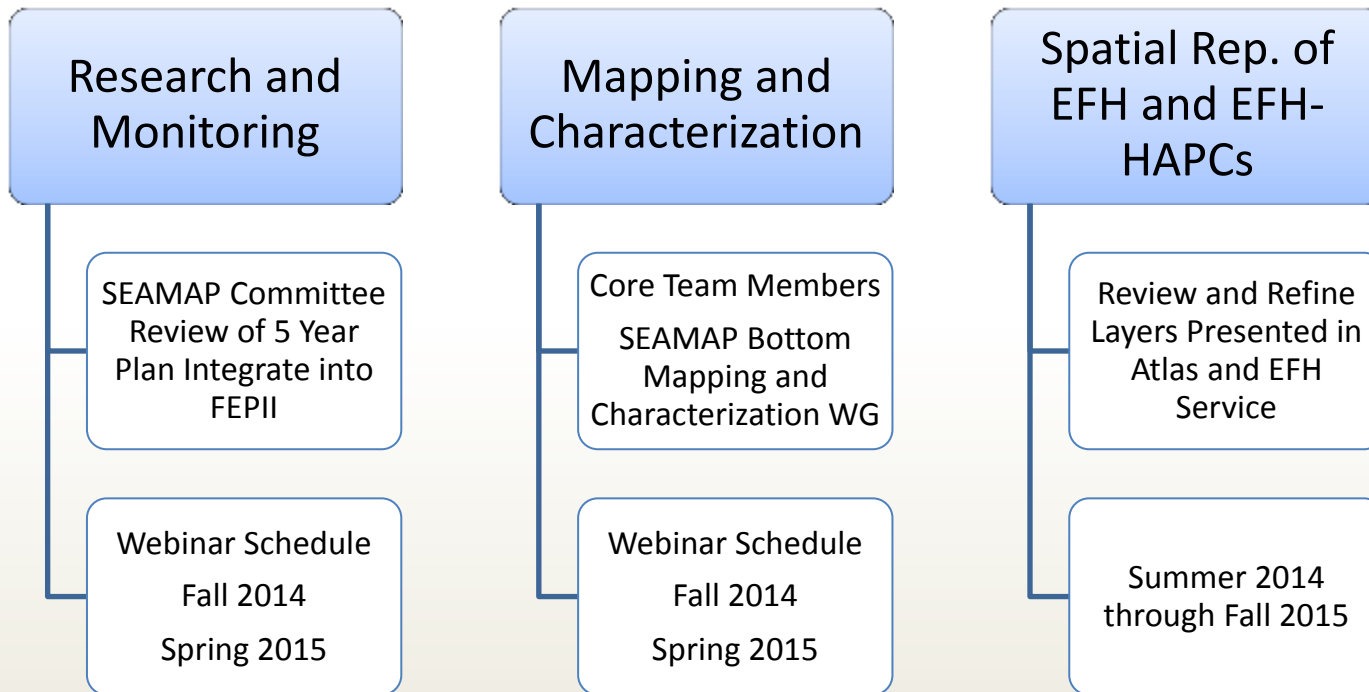 Research and
Monitoring
SEAMAP Committee
Review of 5 Year
Plan Integrate into
FEPII
Webinar Schedule
Fall 2014
Spring 2015
Mapping and
Characterization
Core Team Members
SEAMAP Bottom
Mapping and
Characterization WG
Webinar Schedule
Fall 2014
Spring 2015
Spatial Rep. of
EFH and EFH-
HAPCs
Review and Refine
Layers Presented in
Atlas and EFH
Service
Summer 2014
through Fall 2015